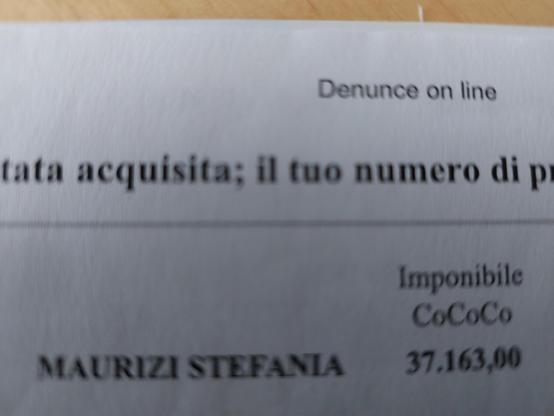 Denunce on line
tata acquisita; il tuo numero di pr
Imponibile
CoCoCo
MAURIZI STEFANIA 37.163,00